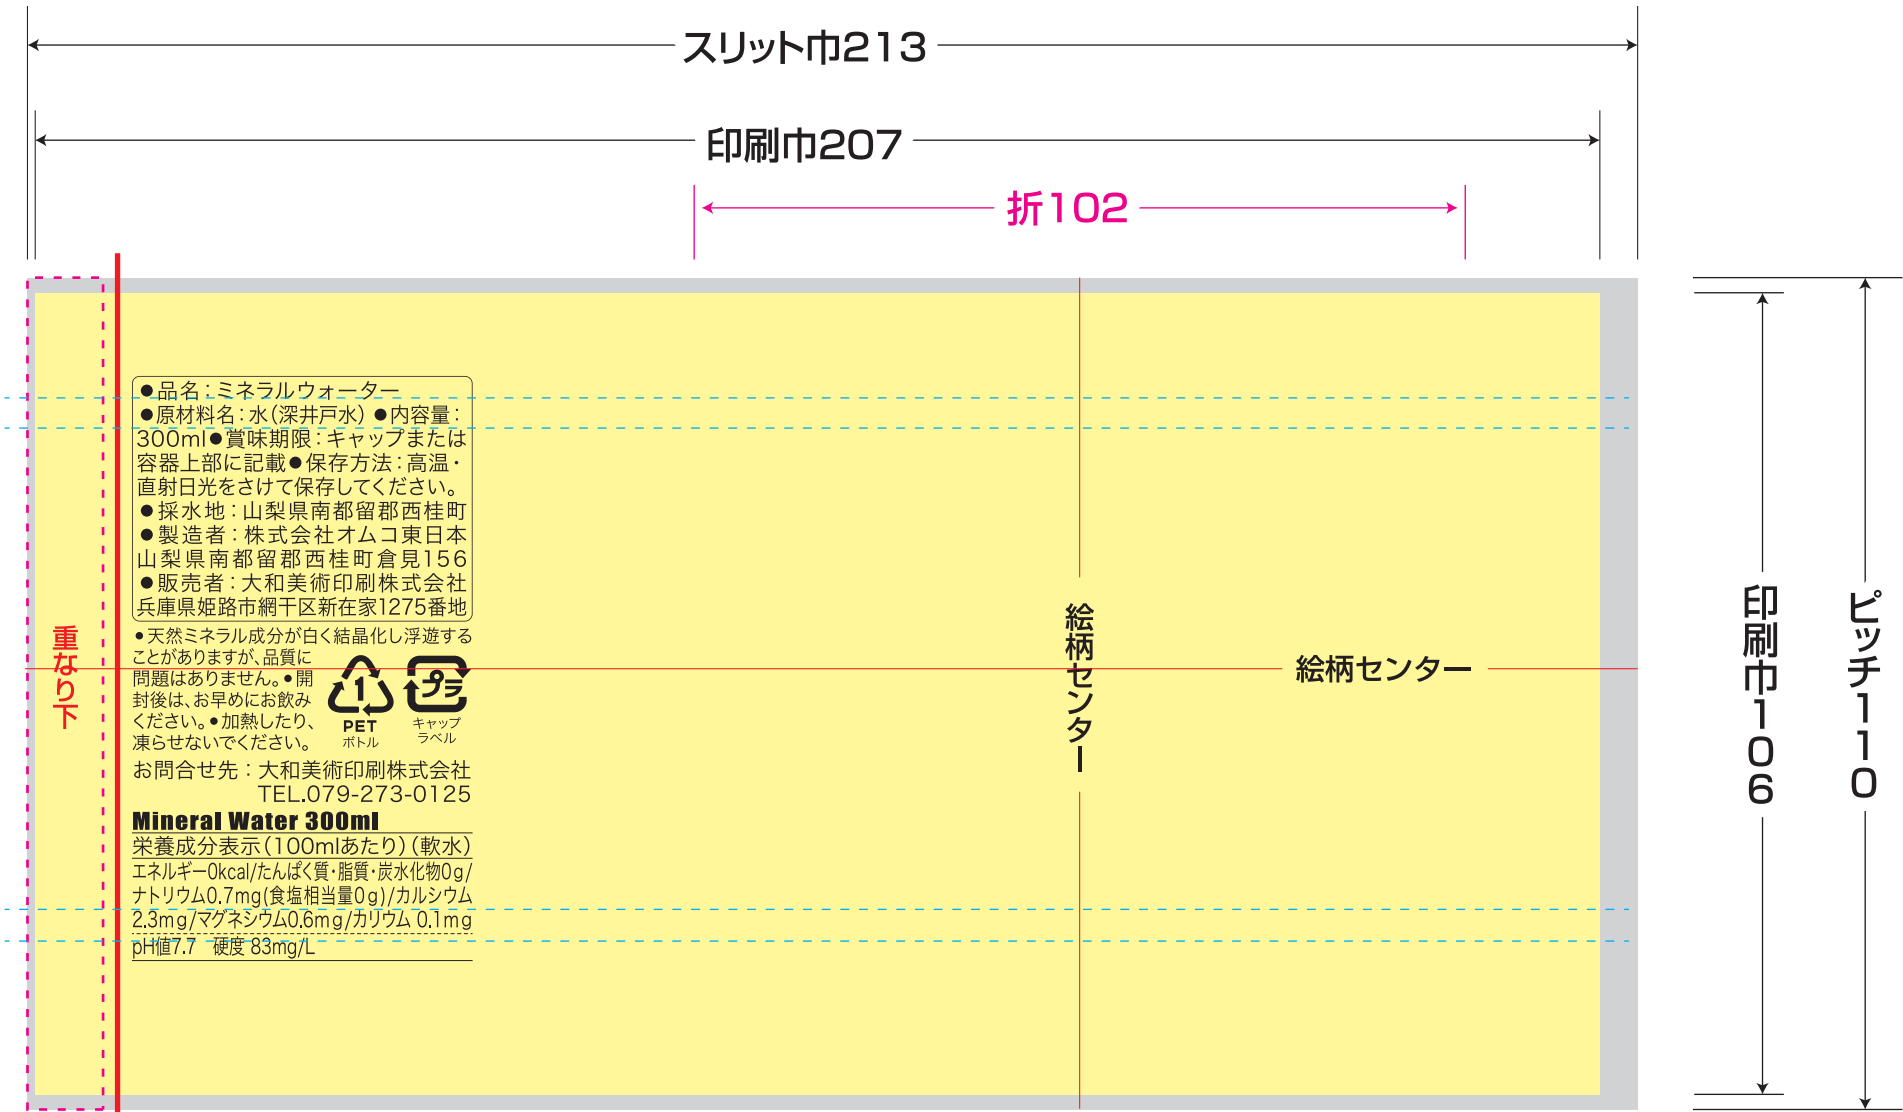 スリット巾213
印刷巾207
折102
●品名：ミネラルウォーター
●原材料名：水（深井戸水）●内容量：
300ml●賞味期限：キャップまたは
容器上部に記載●保存方法：高温・
直射日光をさけて保存してください。
●採水地：山梨県南都留郡西桂町
●製造者：株式会社オムコ東日本
山梨県南都留郡西桂町倉見156
●販売者：大和美術印刷株式会社
兵庫県姫路市網干区新在家1275番地
•天然ミネラル成分が白く結晶化し浮遊する
ことがありますが、品質に
問題はありません。•開
封後は、お早めにお飲み
ください。•加熱したり、
凍らせないでください。
1
PET
ボトル
プラ
キャップ
ラベル
お問合せ先：大和美術印刷株式会社
TEL.079-273-0125
Mineral Water 300ml
栄養成分表示（100mlあたり）（軟水）
エネルギー0kcal/たんぱく質・脂質・炭水化物0g/
ナトリウム0.7mg(食塩相当量0g)/カルシウム
2.3mg/マグネシウム0.6mg/カリウム 0.1mg
pH値7.7　硬度 83mg/L
重なり下
絵柄センター
絵柄センター
印刷巾106
ピッチ110